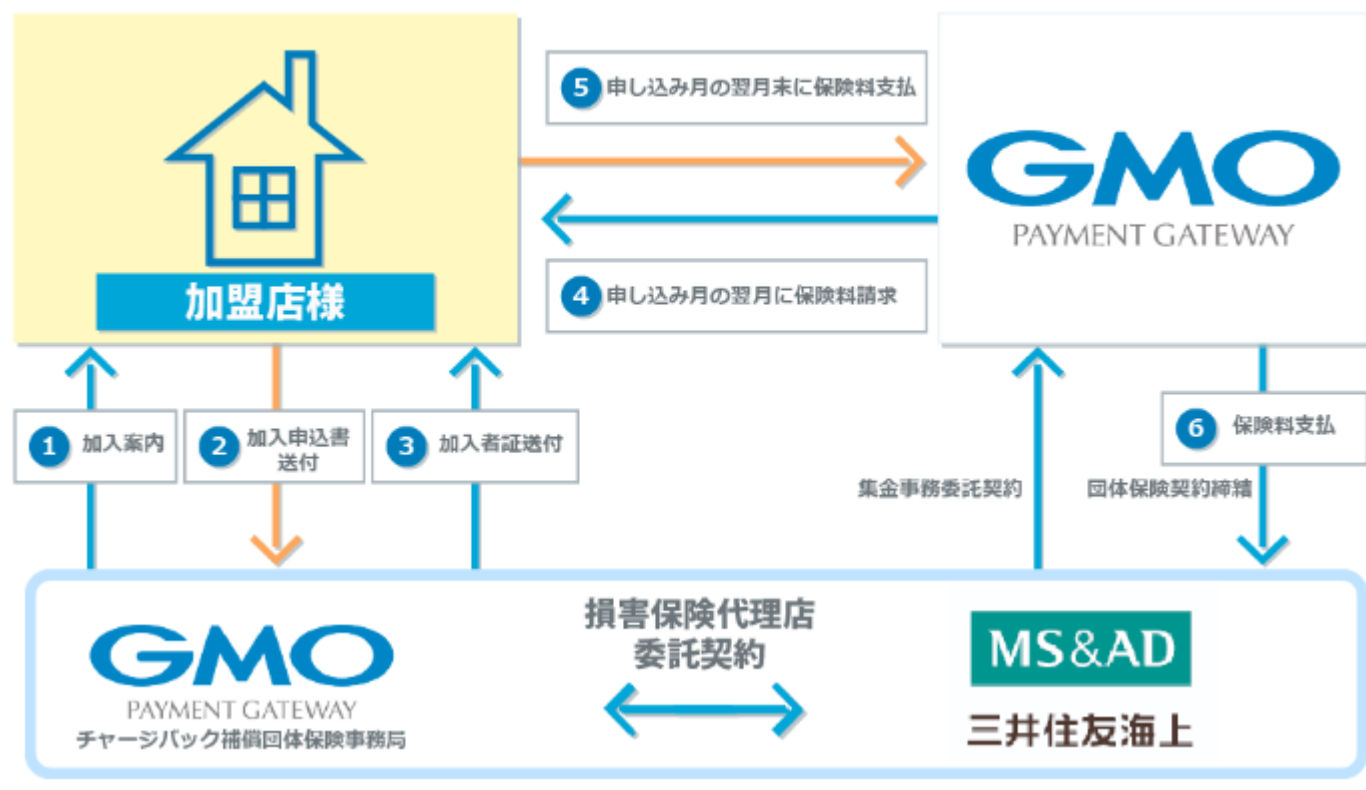 5 申し込み月の翌月末に保険料支払
GMO
PAYMENT GATEWAY
4 申し込み月の翌月に保険料請求
加盟店様
1 加入案内
2 加入申込書
送付
3 加入者証送付
6 保険料支払
集金事務委託契約
団体保険契約締結
GMO
PAYMENT GATEWAY
チャージバック補償団体保険事務局
損害保険代理店
委託契約
MS&AD
三井住友海上